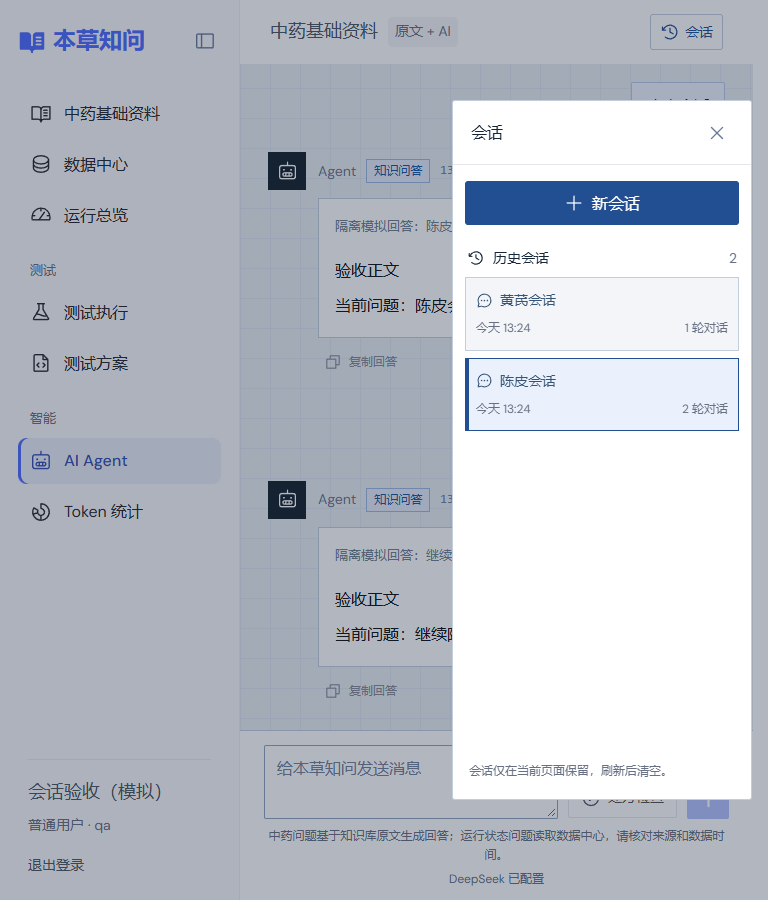 本草知问
中药基础资料
数据中心
运行总览
测试
测试执行
测试方案
智能
AI Agent
Token 统计
会话验收（模拟）
普通用户 · qa
退出登录
中药基础资料
原文 + AI
会话
Agent
知识问答
13
隔离模拟回答：陈皮
验收正文
当前问题：陈皮
复制回答
Agent
知识问答
13
隔离模拟回答：继续
验收正文
当前问题：继续
复制回答
给本草知问发送消息
中药问题基于知识库原文生成回答；运行状态问题读取数据中心，请核对来源和数据时
间。
DeepSeek 已配置
会话
新会话
历史会话
2
黄芪会话
今天 13:24
1 轮对话
陈皮会话
今天 13:24
2 轮对话
会话仅在当前页面保留，刷新后清空。